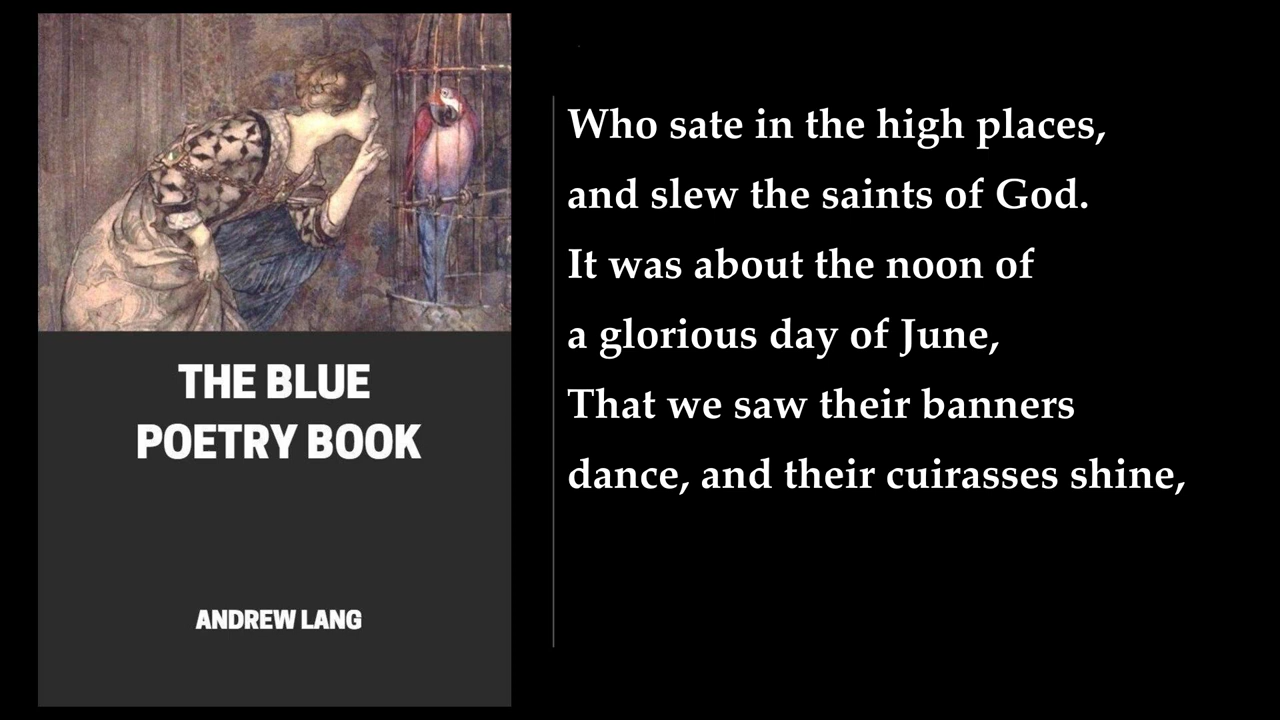 THE BLUE
POETRY BOOK
ANDREW LANG
Who sate in the high places,
and slew the saints of God.
It was about the noon of
a glorious day of June,
That we saw their banners
dance, and their cuirasses shine,